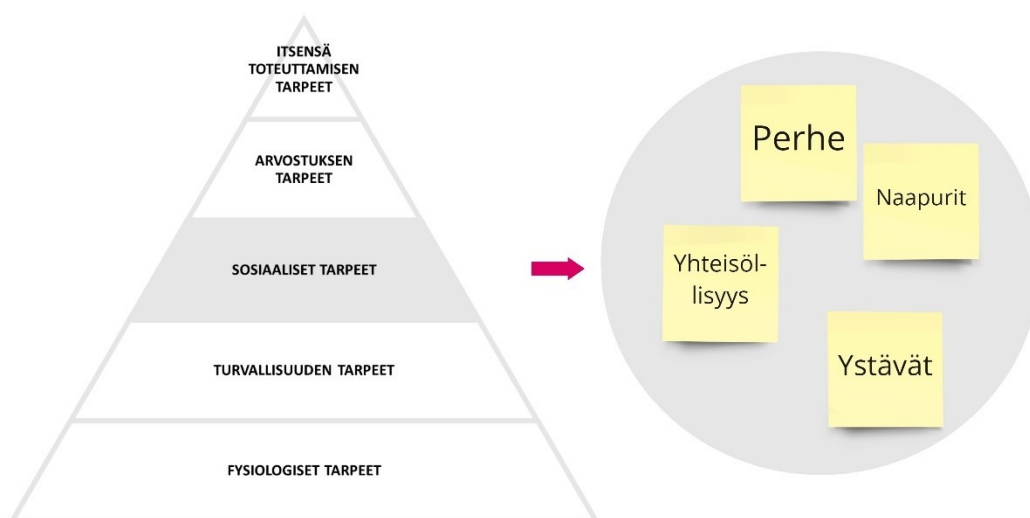 ITSENSÄ
TOTEUTTAMISEN
TARPEET
ARVOSTUKSEN
TARPEET
SOSIAALISET TARPEET
TURVALLISUUDEN TARPEET
FYSIOLOGISET TARPEET
Perhe
Naapurit
Yhteisöl-
lisyys
Ystävät